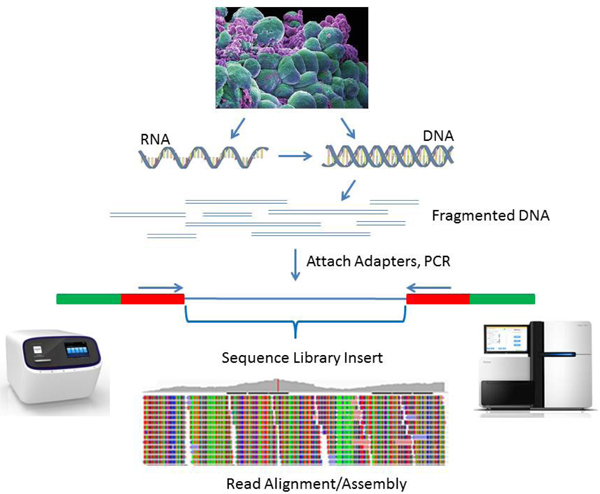 RNA
DNA
Fragmented DNA
Attach Adapters, PCR
Sequence Library Insert
Read Alignment/Assembly